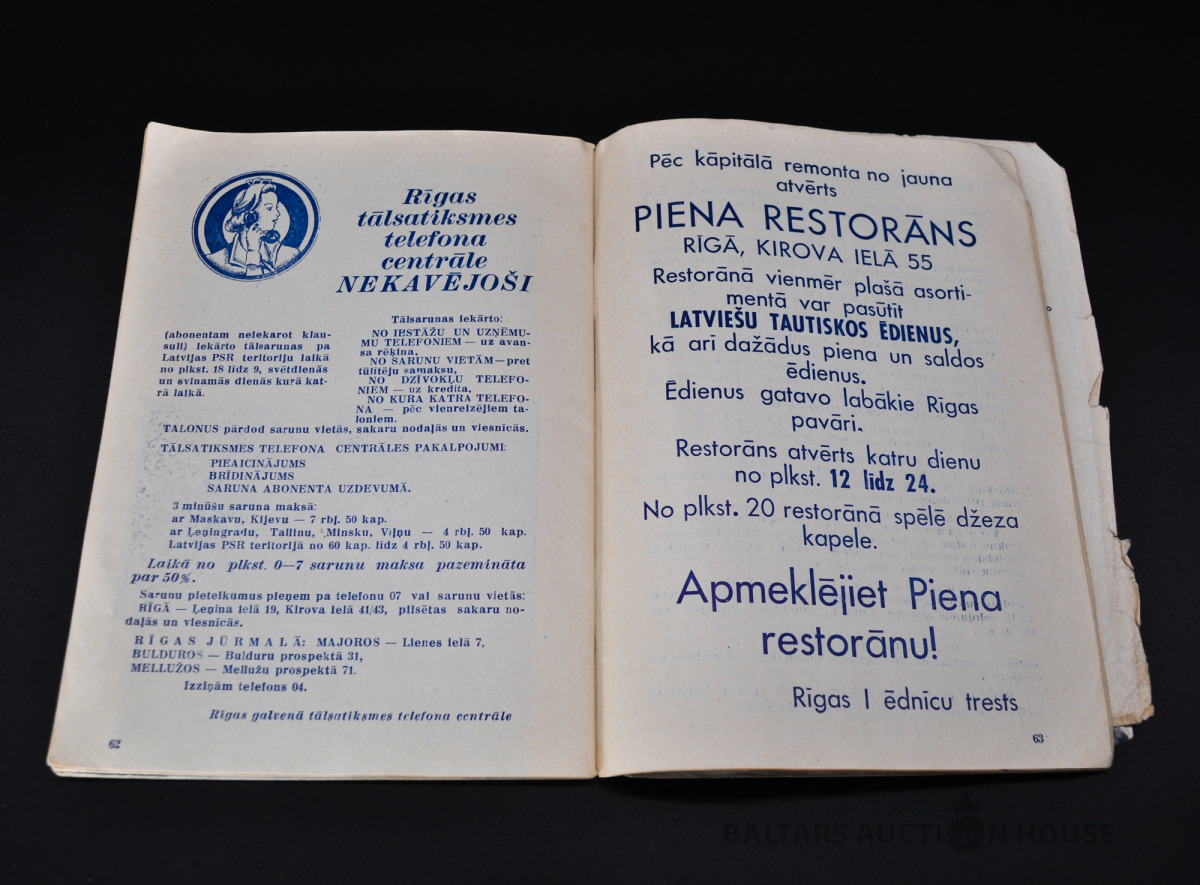 Rīgas
tālsatiksmes
telefona
centrāle
NEKAVĒJOŠI
(abonentam nelekarot klau-
suli) iekārto tālsarunas pa
Latvijas PSR teritoriju laikā
no plkst. 18 līdz 9, svētdienās
un svinamās dienās kurā kat-
rā laikā.
Tālsarunas iekārto:
NO IESTĀŽU UN UZŅĒMU-
MU TELEFONIEM — uz avan-
sa rēķina,
NO SARUNU VIETĀM — pret
tūlītēju samaksu,
NO DZĪVOKĻU TELEFO-
NIEM — uz kredīta,
NO KURA KATRA TELEFO-
NA — pēc vienreizējiem ta-
loniem.
TALONUS pārdod sarunu vietās, sakaru nodaļās un viesnīcās.
TĀLSATIKSMES TELEFONA CENTRĀLES PAKALPOJUMI:
PIEAICINĀJUMS
BRĪDINĀJUMS
SARUNA ABONENTA UZDEVUMĀ.
3 minūšu saruna maksā:
ar Maskavu, Kijevu — 7 rbļ. 50 kap.
ar Ļeņingradu, Tallinu, Minsku, Viļņu — 4 rbļ. 50 kap.
Latvijas PSR teritorijā no 60 kap. līdz 4 rbļ. 50 kap.
Laikā no plkst. 0—7 sarunu maksa pazemināta
par 50%.
Sarunu pieteikumus pieņem pa telefonu 07 vai sarunu vietās:
RĪGĀ — Ļeņina ielā 19, Kirova ielā 41/43, pilsētas sakaru no-
daļās un viesnīcās.
RĪGAS JŪRMALĀ: MAJOROS — Lienes ielā 7,
BULDUROS — Bulduru prospektā 31,
MELLUŽOS — Mellužu prospektā 71.
Izziņām telefons 04.
Rīgas galvenā tālsatiksmes telefona centrāle
62
Pēc kāpitālā remonta no jauna
atvērts
PIENA RESTORĀNS
RĪGĀ, KIROVA IELĀ 55
Restorānā vienmēr plašā asorti-
mentā var pasūtīt
LATVIEŠU TAUTISKOS ĒDIENUS,
kā arī dažādus piena un saldos
ēdienus.
Ēdienus gatavo labākie Rīgas
pavāri.
Restorāns atvērts katru dienu
no plkst. 12 līdz 24.
No plkst. 20 restorānā spēlē džeza
kapele.
Apmeklējiet Piena
restorānu!
Rīgas I ēdnīcu trests
63
BALTARS AUCTION HOUSE